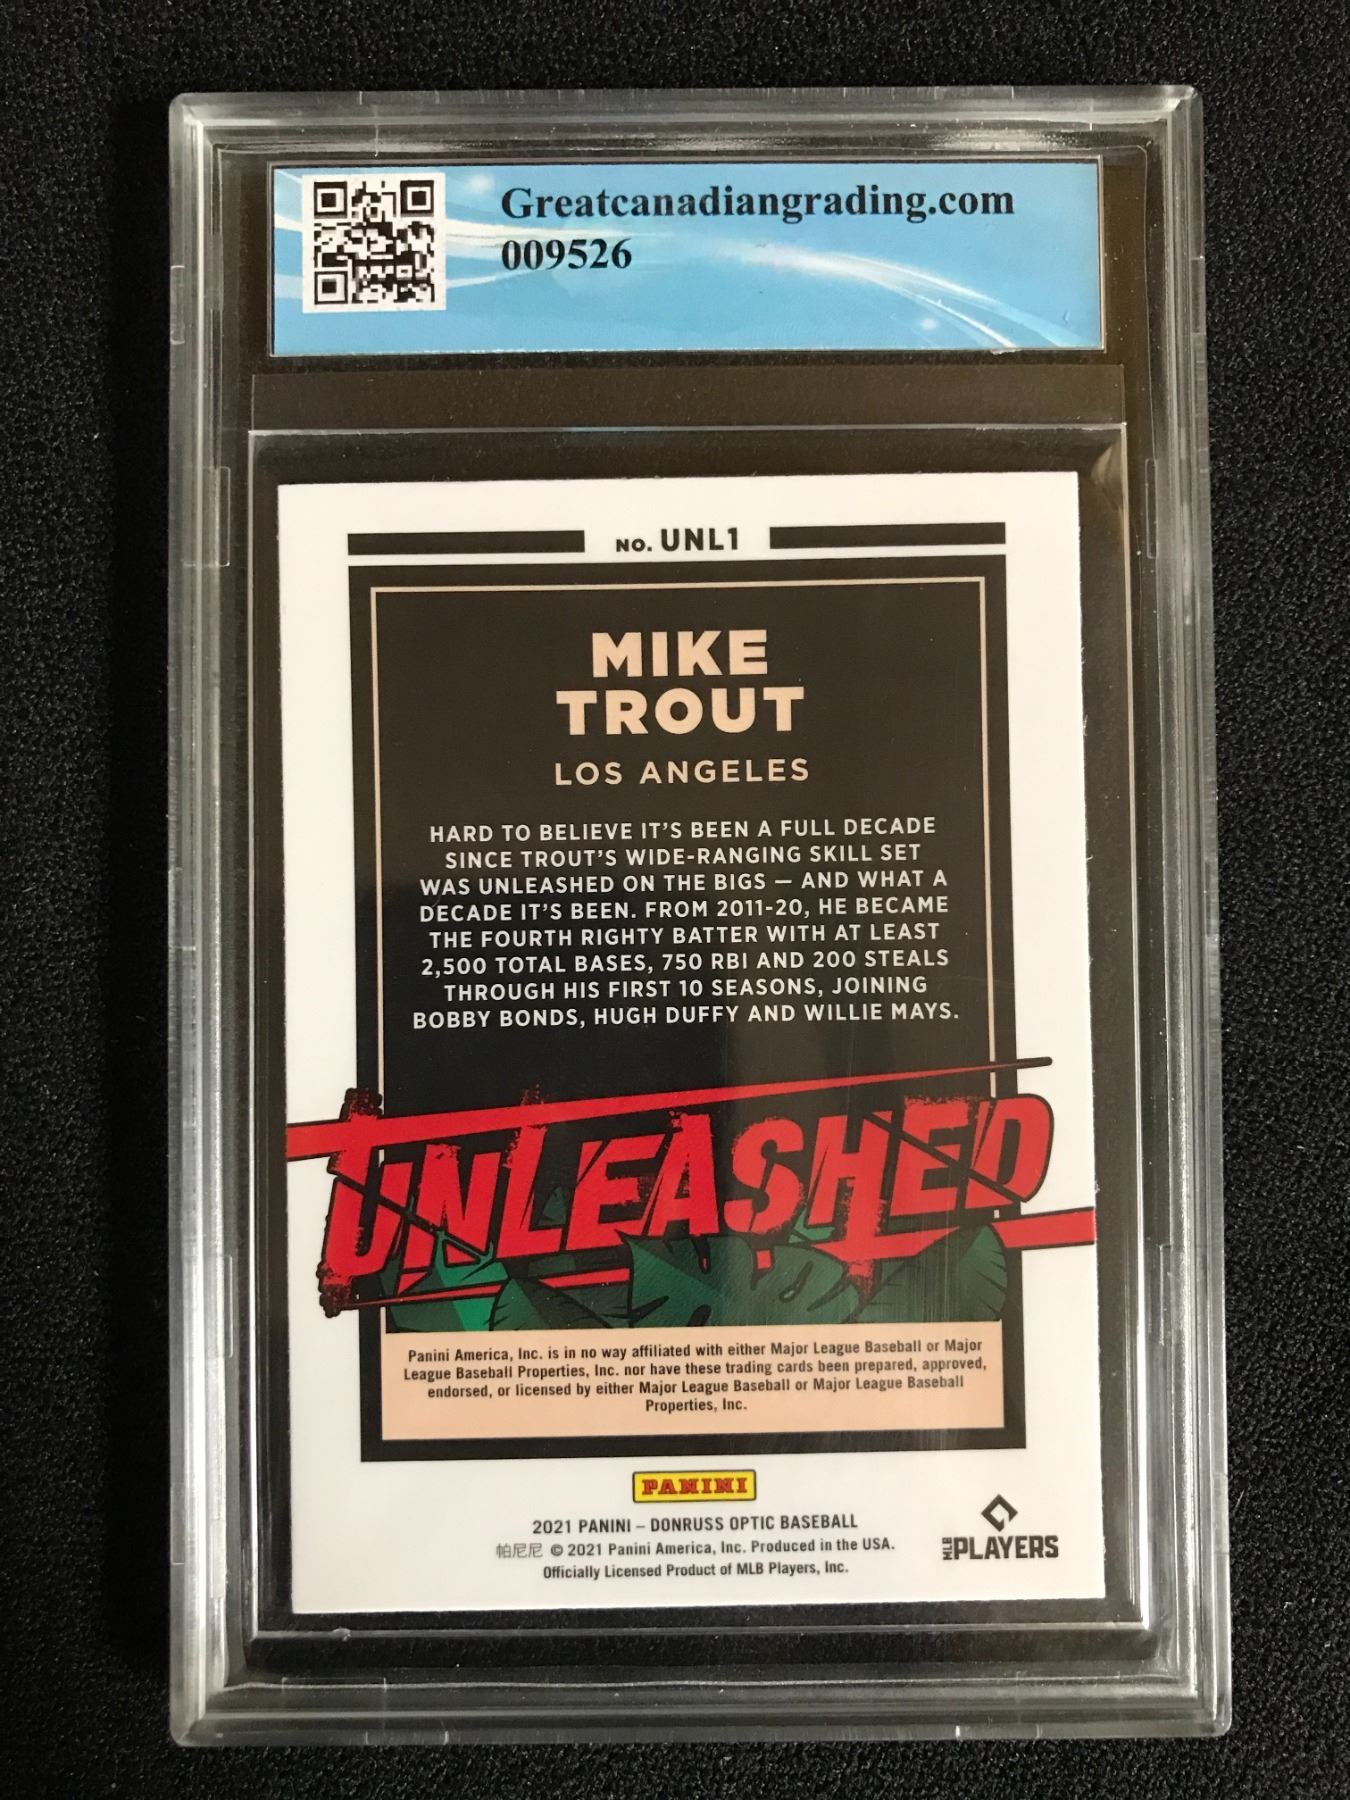 Greatcanadiangrading.com
009526
NO. UNL1
MIKE
TROUT
LOS ANGELES
HARD TO BELIEVE IT'S BEEN A FULL DECADE
SINCE TROUT'S WIDE-RANGING SKILL SET
WAS UNLEASHED ON THE BIGS — AND WHAT A
DECADE IT'S BEEN. FROM 2011-20, HE BECAME
THE FOURTH RIGHTY BATTER WITH AT LEAST
2,500 TOTAL BASES, 750 RBI AND 200 STEALS
THROUGH HIS FIRST 10 SEASONS, JOINING
BOBBY BONDS, HUGH DUFFY AND WILLIE MAYS.
UNLEASHED
Panini America, Inc. is in no way affiliated with either Major League Baseball or Major
League Baseball Properties, Inc. nor have these trading cards been prepared, approved,
endorsed, or licensed by either Major League Baseball or Major League Baseball
Properties, Inc.
PANINI
2021 PANINI – DONRUSS OPTIC BASEBALL
帕尼尼 © 2021 Panini America, Inc. Produced in the USA.
Officially Licensed Product of MLB Players, Inc.
MLB PLAYERS